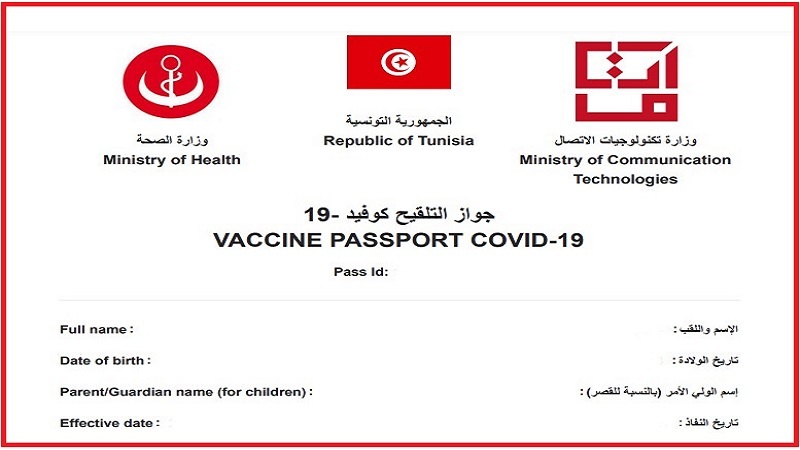 الجمهورية التونسية
Republic of Tunisia
وزارة الصحة
Ministry of Health
وزارة تكنولوجيات الاتصال
Ministry of Communication
Technologies
جواز التلقيح كوفيد -19
VACCINE PASSPORT COVID-19
Pass Id:
Full name :
الإسم واللقب :
Date of birth :
تاريخ الولادة :
Parent/Guardian name (for children) :
إسم الولي الأمر (بالنسبة للقصر) :
Effective date :
تاريخ النفاذ :